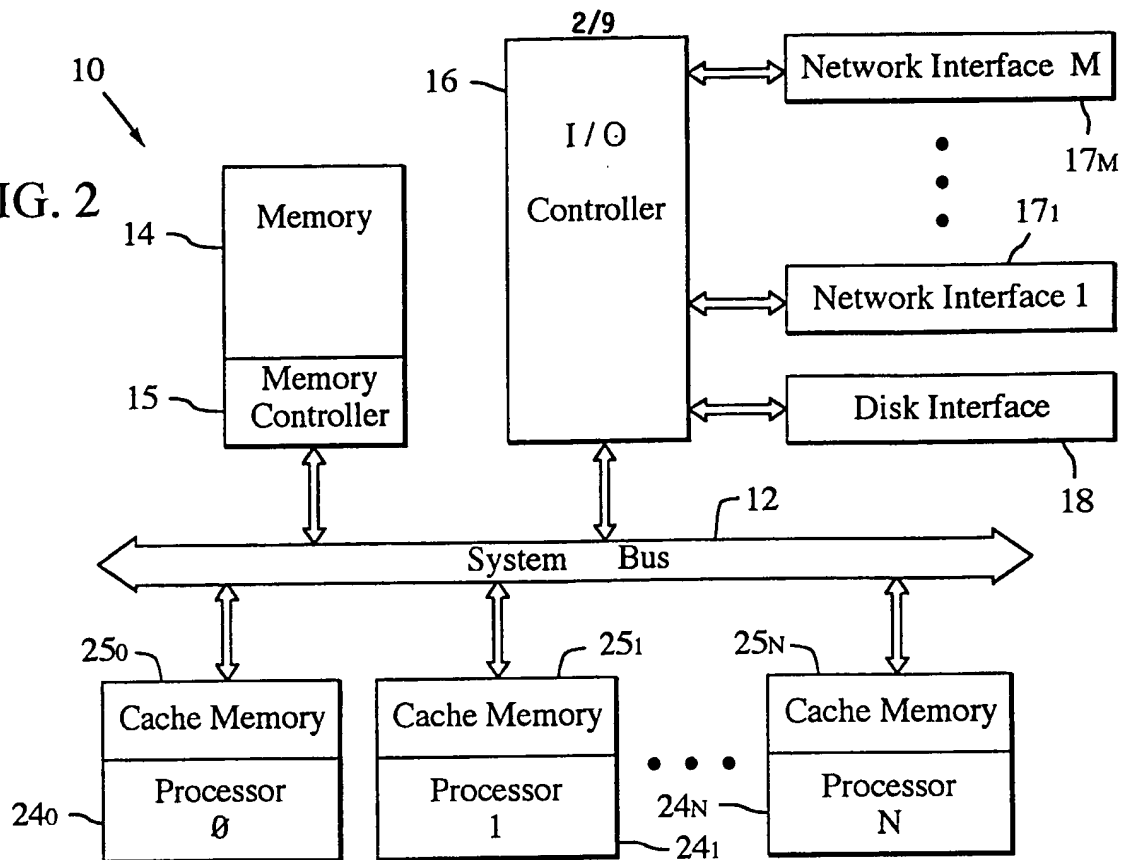 2/9
10
IG. 2
16
I / O
Controller
Network Interface M
17M
14
Memory
171
Network Interface 1
15
Memory
Controller
Disk Interface
18
12
System Bus
250
251
25N
Cache Memory
Cache Memory
Cache Memory
Processor
0
Processor
1
Processor
N
240
241
24N